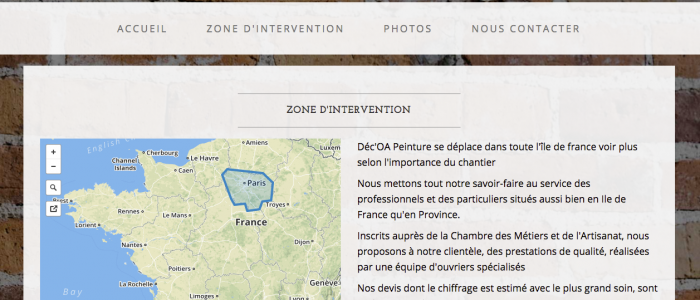 ACCUEIL ZONE D'INTERVENTION PHOTOS NOUS CONTACTER
ZONE D'INTERVENTION
English C
Cherbourg
Amiens
Luxem
Channel
Islands
Le Havre
Caen
Paris
Brest
Rennes
Le Mans
Troyes
Lorient
France
Nantes
Dijon
Poitiers
La Rochelle
Genève
Limoges
Bay
Déc'OA Peinture se déplace dans toute l'île de france voir plus
selon l'importance du chantier
Nous mettons tout notre savoir-faire au service des
professionnels et des particuliers situés aussi bien en Ile de
France qu'en Province.
Inscrits auprès de la Chambre des Métiers et de l'Artisanat, nous
proposons à notre clientèle, des prestations de qualité, réalisées
par une équipe d'ouvriers spécialisés
Nos devis dont le chiffrage est estimé avec le plus grand soin, sont